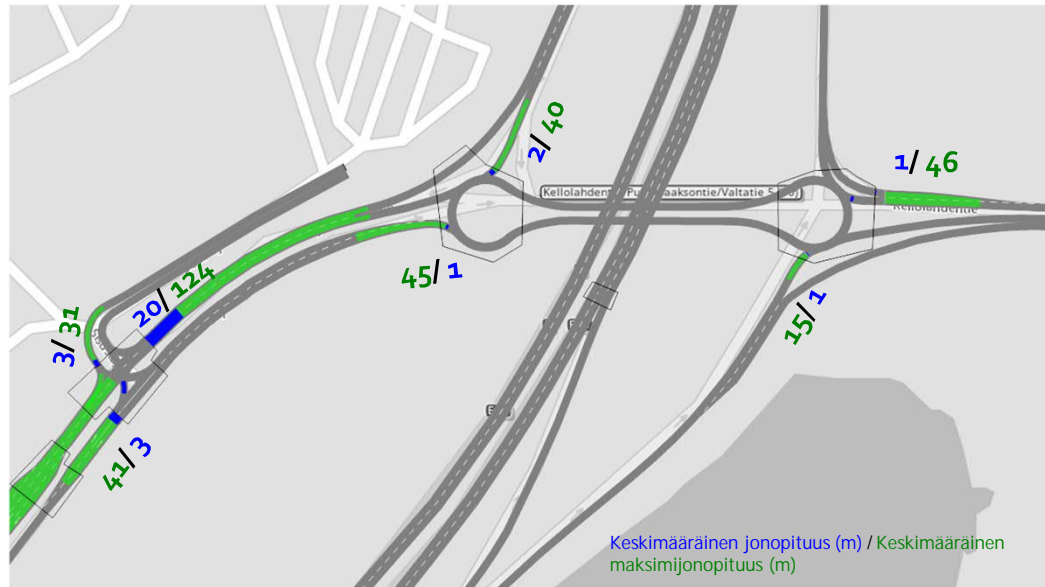 2/ 40
1/ 46
Kellolahdentie
45/ 1
20/ 124
3/ 31
15/ 1
41/ 3
Keskimääräinen jonopituus (m) / Keskimääräinen
maksimijonopituus (m)